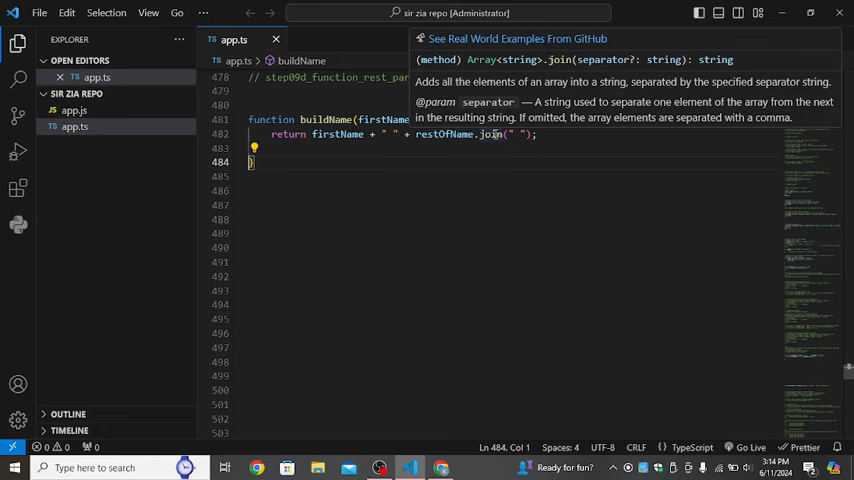 File Edit Selection View Go ··· sir zia repo [Administrator]
EXPLORER ···
OPEN EDITORS
app.ts
SIR ZIA REPO
app.js
app.ts
OUTLINE
TIMELINE
app.ts
app.ts > buildName
See Real World Examples From GitHub
(method) Array<string>.join(separator?: string): string
Adds all the elements of an array into a string, separated by the specified separator string.
@param separator — A string used to separate one element of the array from the next
in the resulting string. If omitted, the array elements are separated with a comma.
478 // step09d_function_rest_par
479
480
481 function buildName(firstName
482 return firstName + " " + restOfName.join(" ");
483
484 }
485
486
487
488
489
490
491
492
493
494
495
496
497
498
499
500
501
502
503
0 0 0 Ln 484, Col 1 Spaces: 4 UTF-8 CRLF {} TypeScript Go Live Prettier
Type here to search Ready for? 3:14 PM
6/11/2024 2